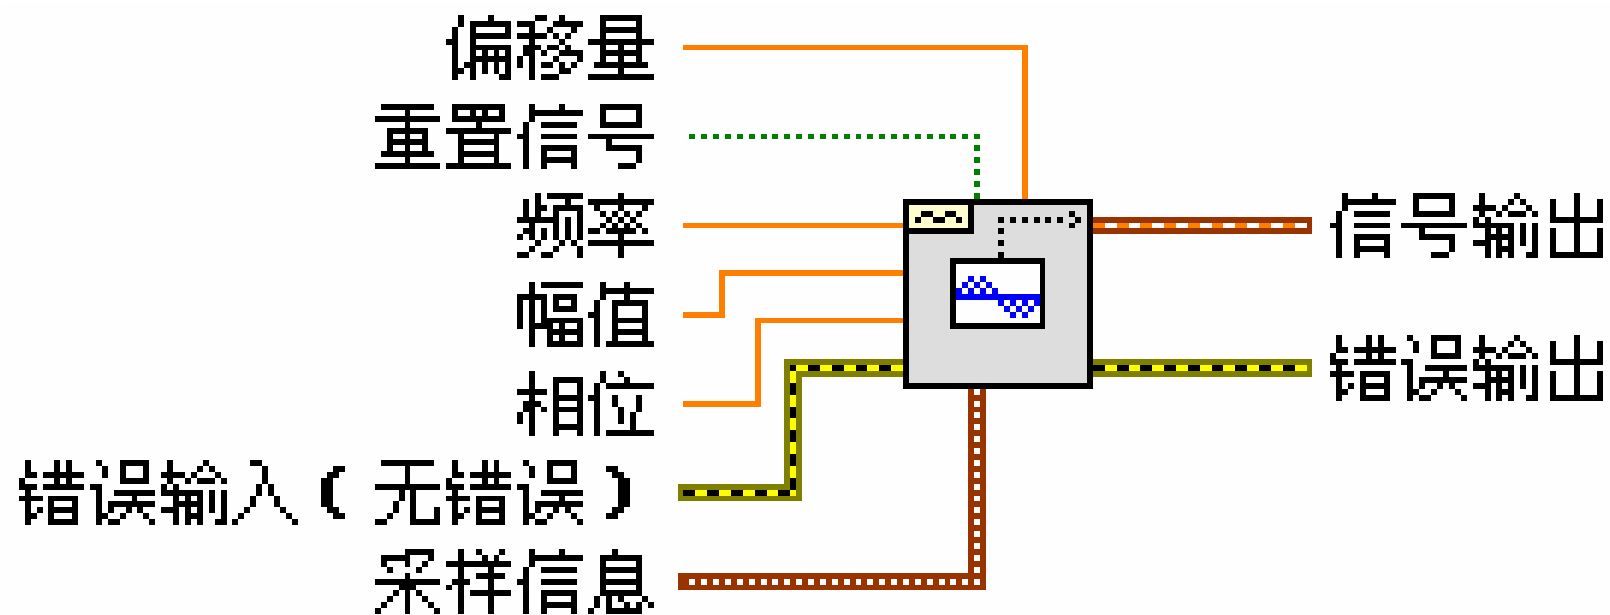 偏移量
重置信号
频率
信号输出
幅值
错误输出
相位
错误输入（无错误）
采样信息